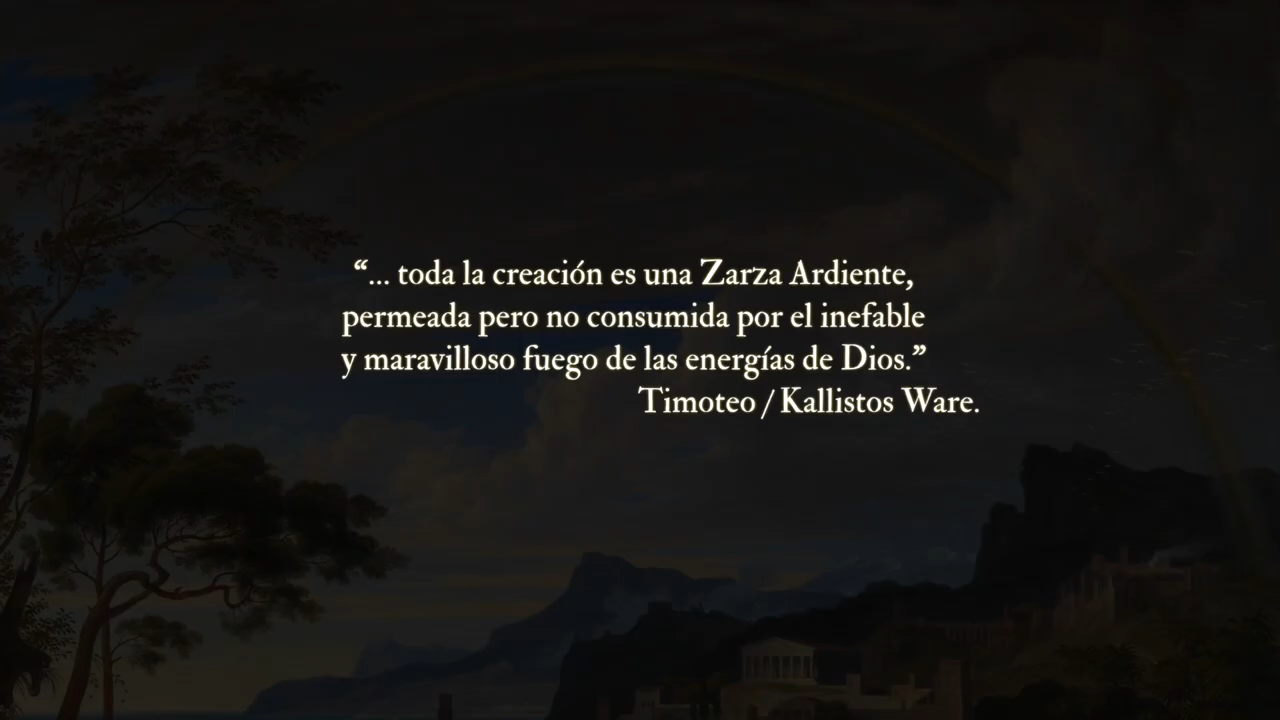 “... toda la creación es una Zarza Ardiente,
permeada pero no consumida por el inefable
y maravilloso fuego de las energías de Dios.”
Timoteo / Kallistos Ware.